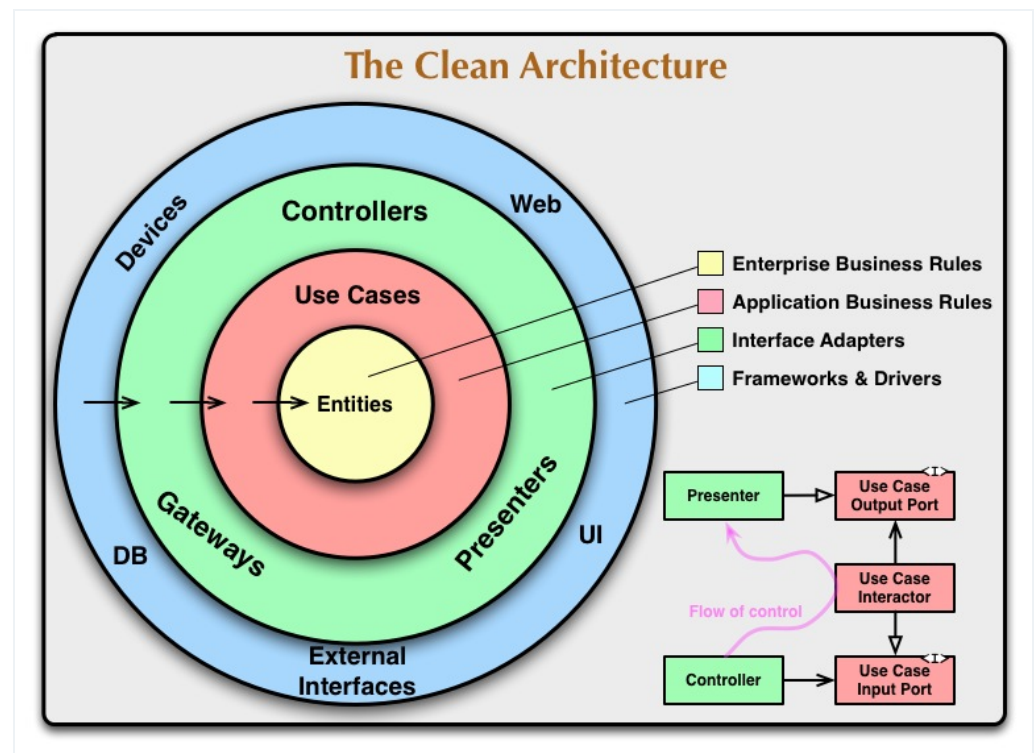 The Clean Architecture
Devices
Web
Controllers
Use Cases
Entities
Gateways
Presenters
DB
UI
External
Interfaces
Enterprise Business Rules
Application Business Rules
Interface Adapters
Frameworks & Drivers
Presenter
<I>
Use Case
Output Port
Use Case
Interactor
Flow of control
Controller
<I>
Use Case
Input Port